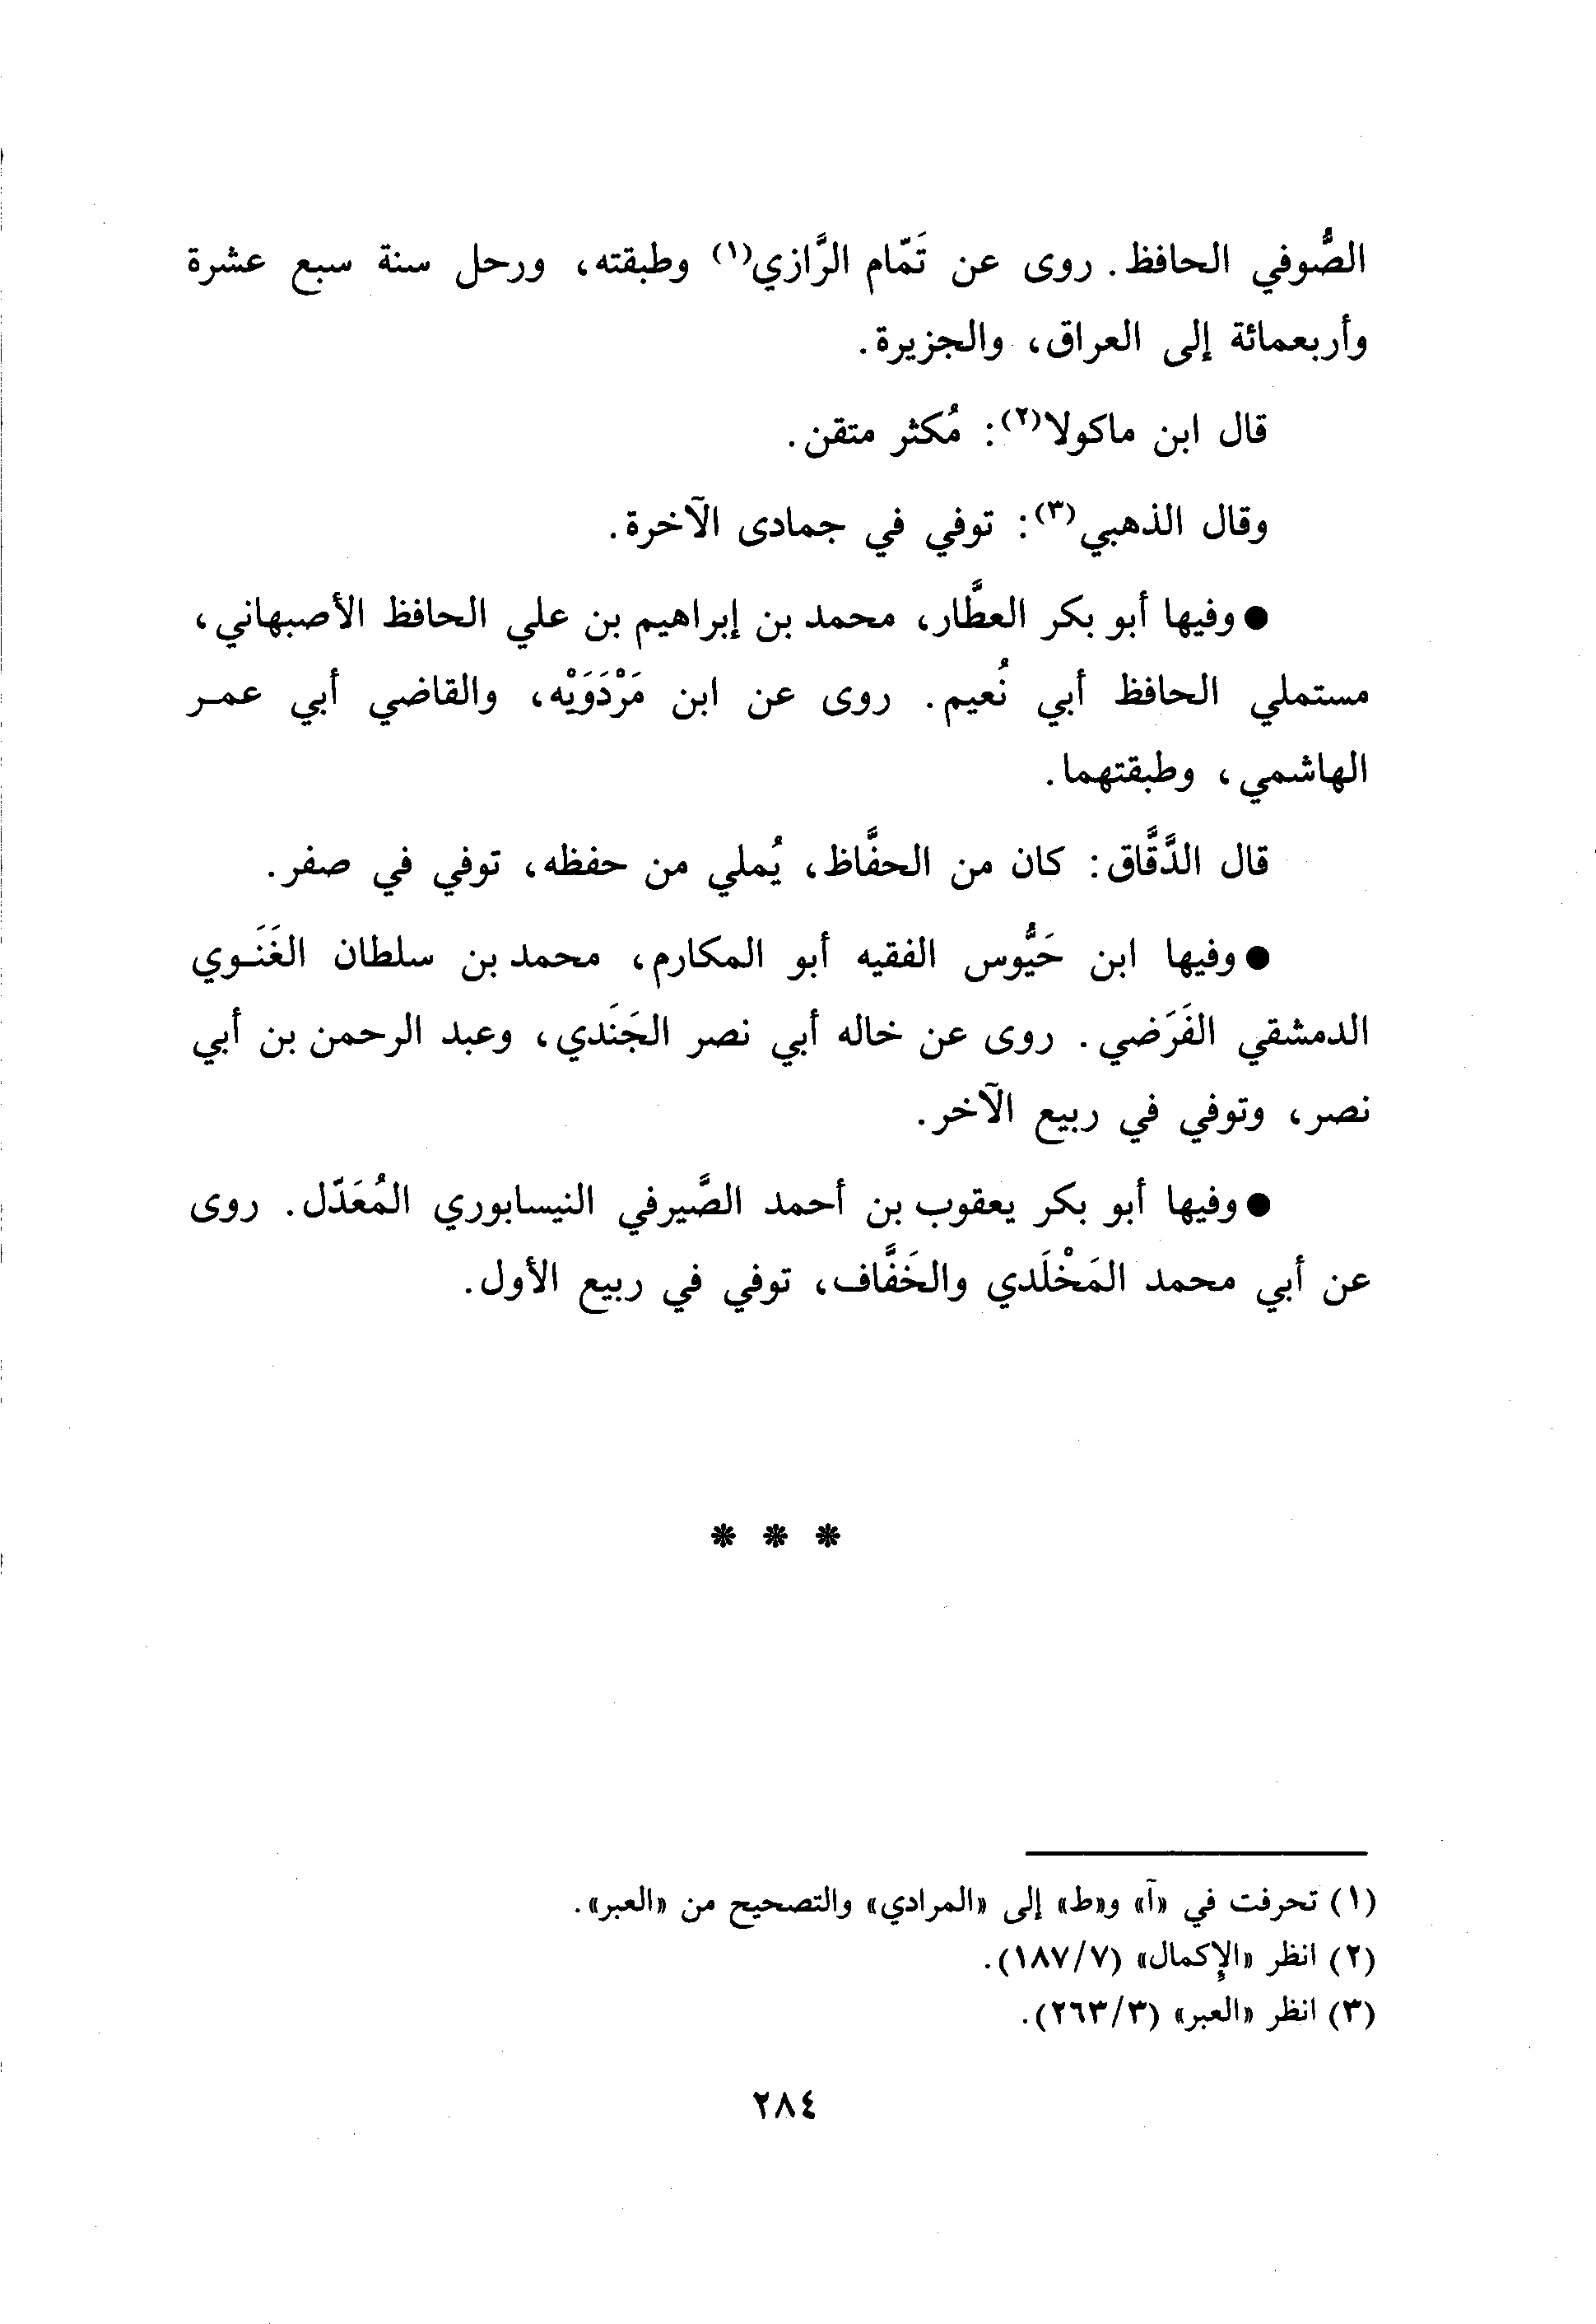 الصُّوفي الحافظ. روى عن تَمّام الرَّازي(١) وطبقته، ورحل سنة سبع عشرة
وأربعمائة إلى العراق، والجزيرة.
قال ابن ماكولا(٢): مُكثر متقن.
وقال الذهبي(٣): توفي في جمادى الآخرة.
● وفيها أبو بكر العطَّار، محمد بن إبراهيم بن علي الحافظ الأصبهاني،
مستملي الحافظ أبي نُعيم. روى عن ابن مَرْدَوَيْه، والقاضي أبي عمر
الهاشمي، وطبقتهما.
قال الدَّقَّاق: كان من الحفَّاظ، يُملي من حفظه، توفي في صفر.
● وفيها ابن حَيُّوس الفقيه أبو المكارم، محمد بن سلطان الغَنَوي
الدمشقي الفَرَضي. روى عن خاله أبي نصر الجَنَدي، وعبد الرحمن بن أبي
نصر، وتوفي في ربيع الآخر.
● وفيها أبو بكر يعقوب بن أحمد الصَّيرفي النيسابوري المُعَدّل. روى
عن أبي محمد المَخْلَدي والخَفَّاف، توفي في ربيع الأول.
* * *
(١) تحرفت في «آ» و«ط» إلى «المرادي» والتصحيح من «العبر».
(٢) انظر «الإكمال» (١٨٧/٧).
(٣) انظر «العبر» (٢٦٣/٣).
٢٨٤